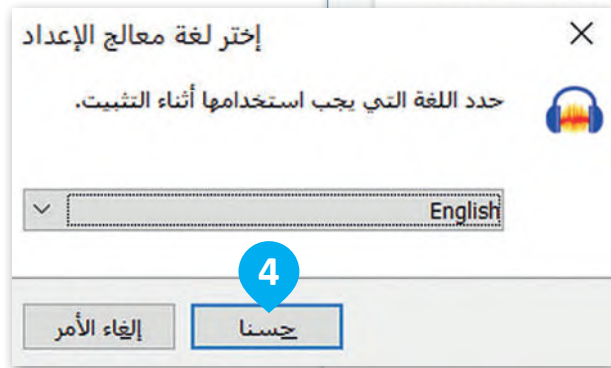 إختر لغة معالج الإعداد
حدد اللغة التي يجب استخدامها أثناء التثبيت.
English
4
حسنا
إلغاء الأمر